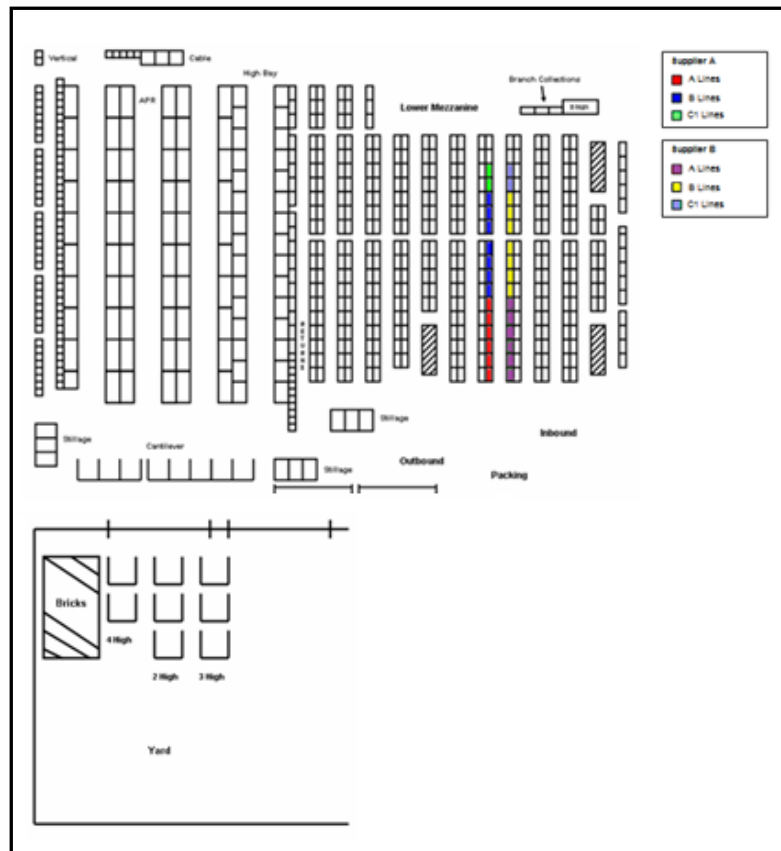 Vertical
Cable
High Bay
APR
Lower Mezzanine
Branch Collections
Supplier A
A Lines
B Lines
C1 Lines
Supplier B
A Lines
B Lines
C1 Lines
RETURNS
Stillage
Stillage
Cantilever
Stillage
Inbound
Outbound
Packing
Bricks
4 High
2 High
3 High
Yard